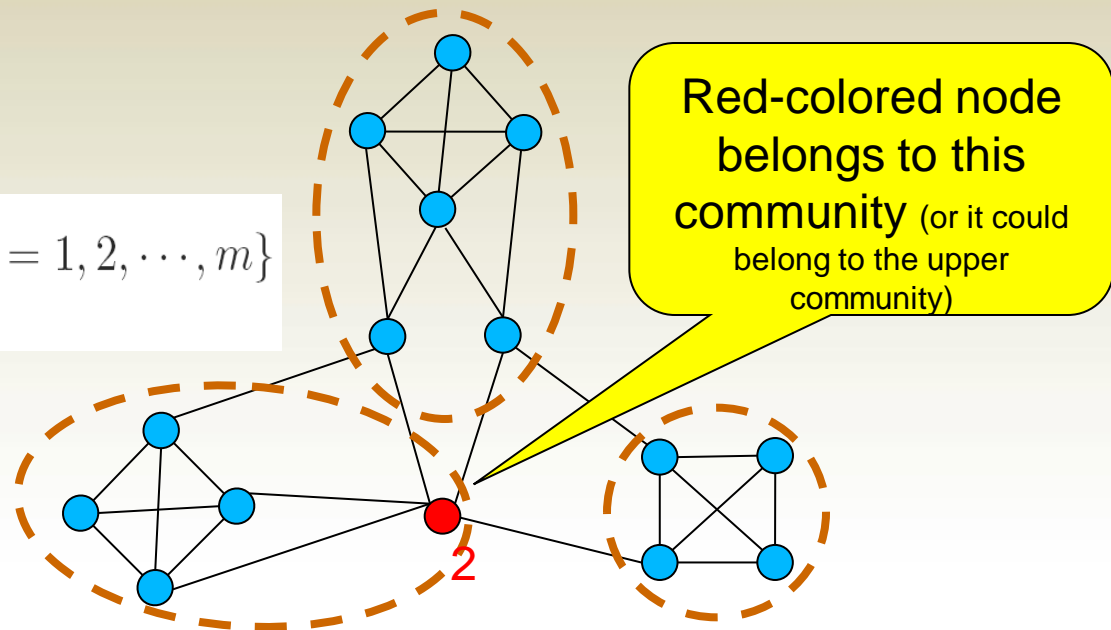 Red-colored node
belongs to this
community (or it could
belong to the upper
community)
= 1, 2, · · · , m}
2